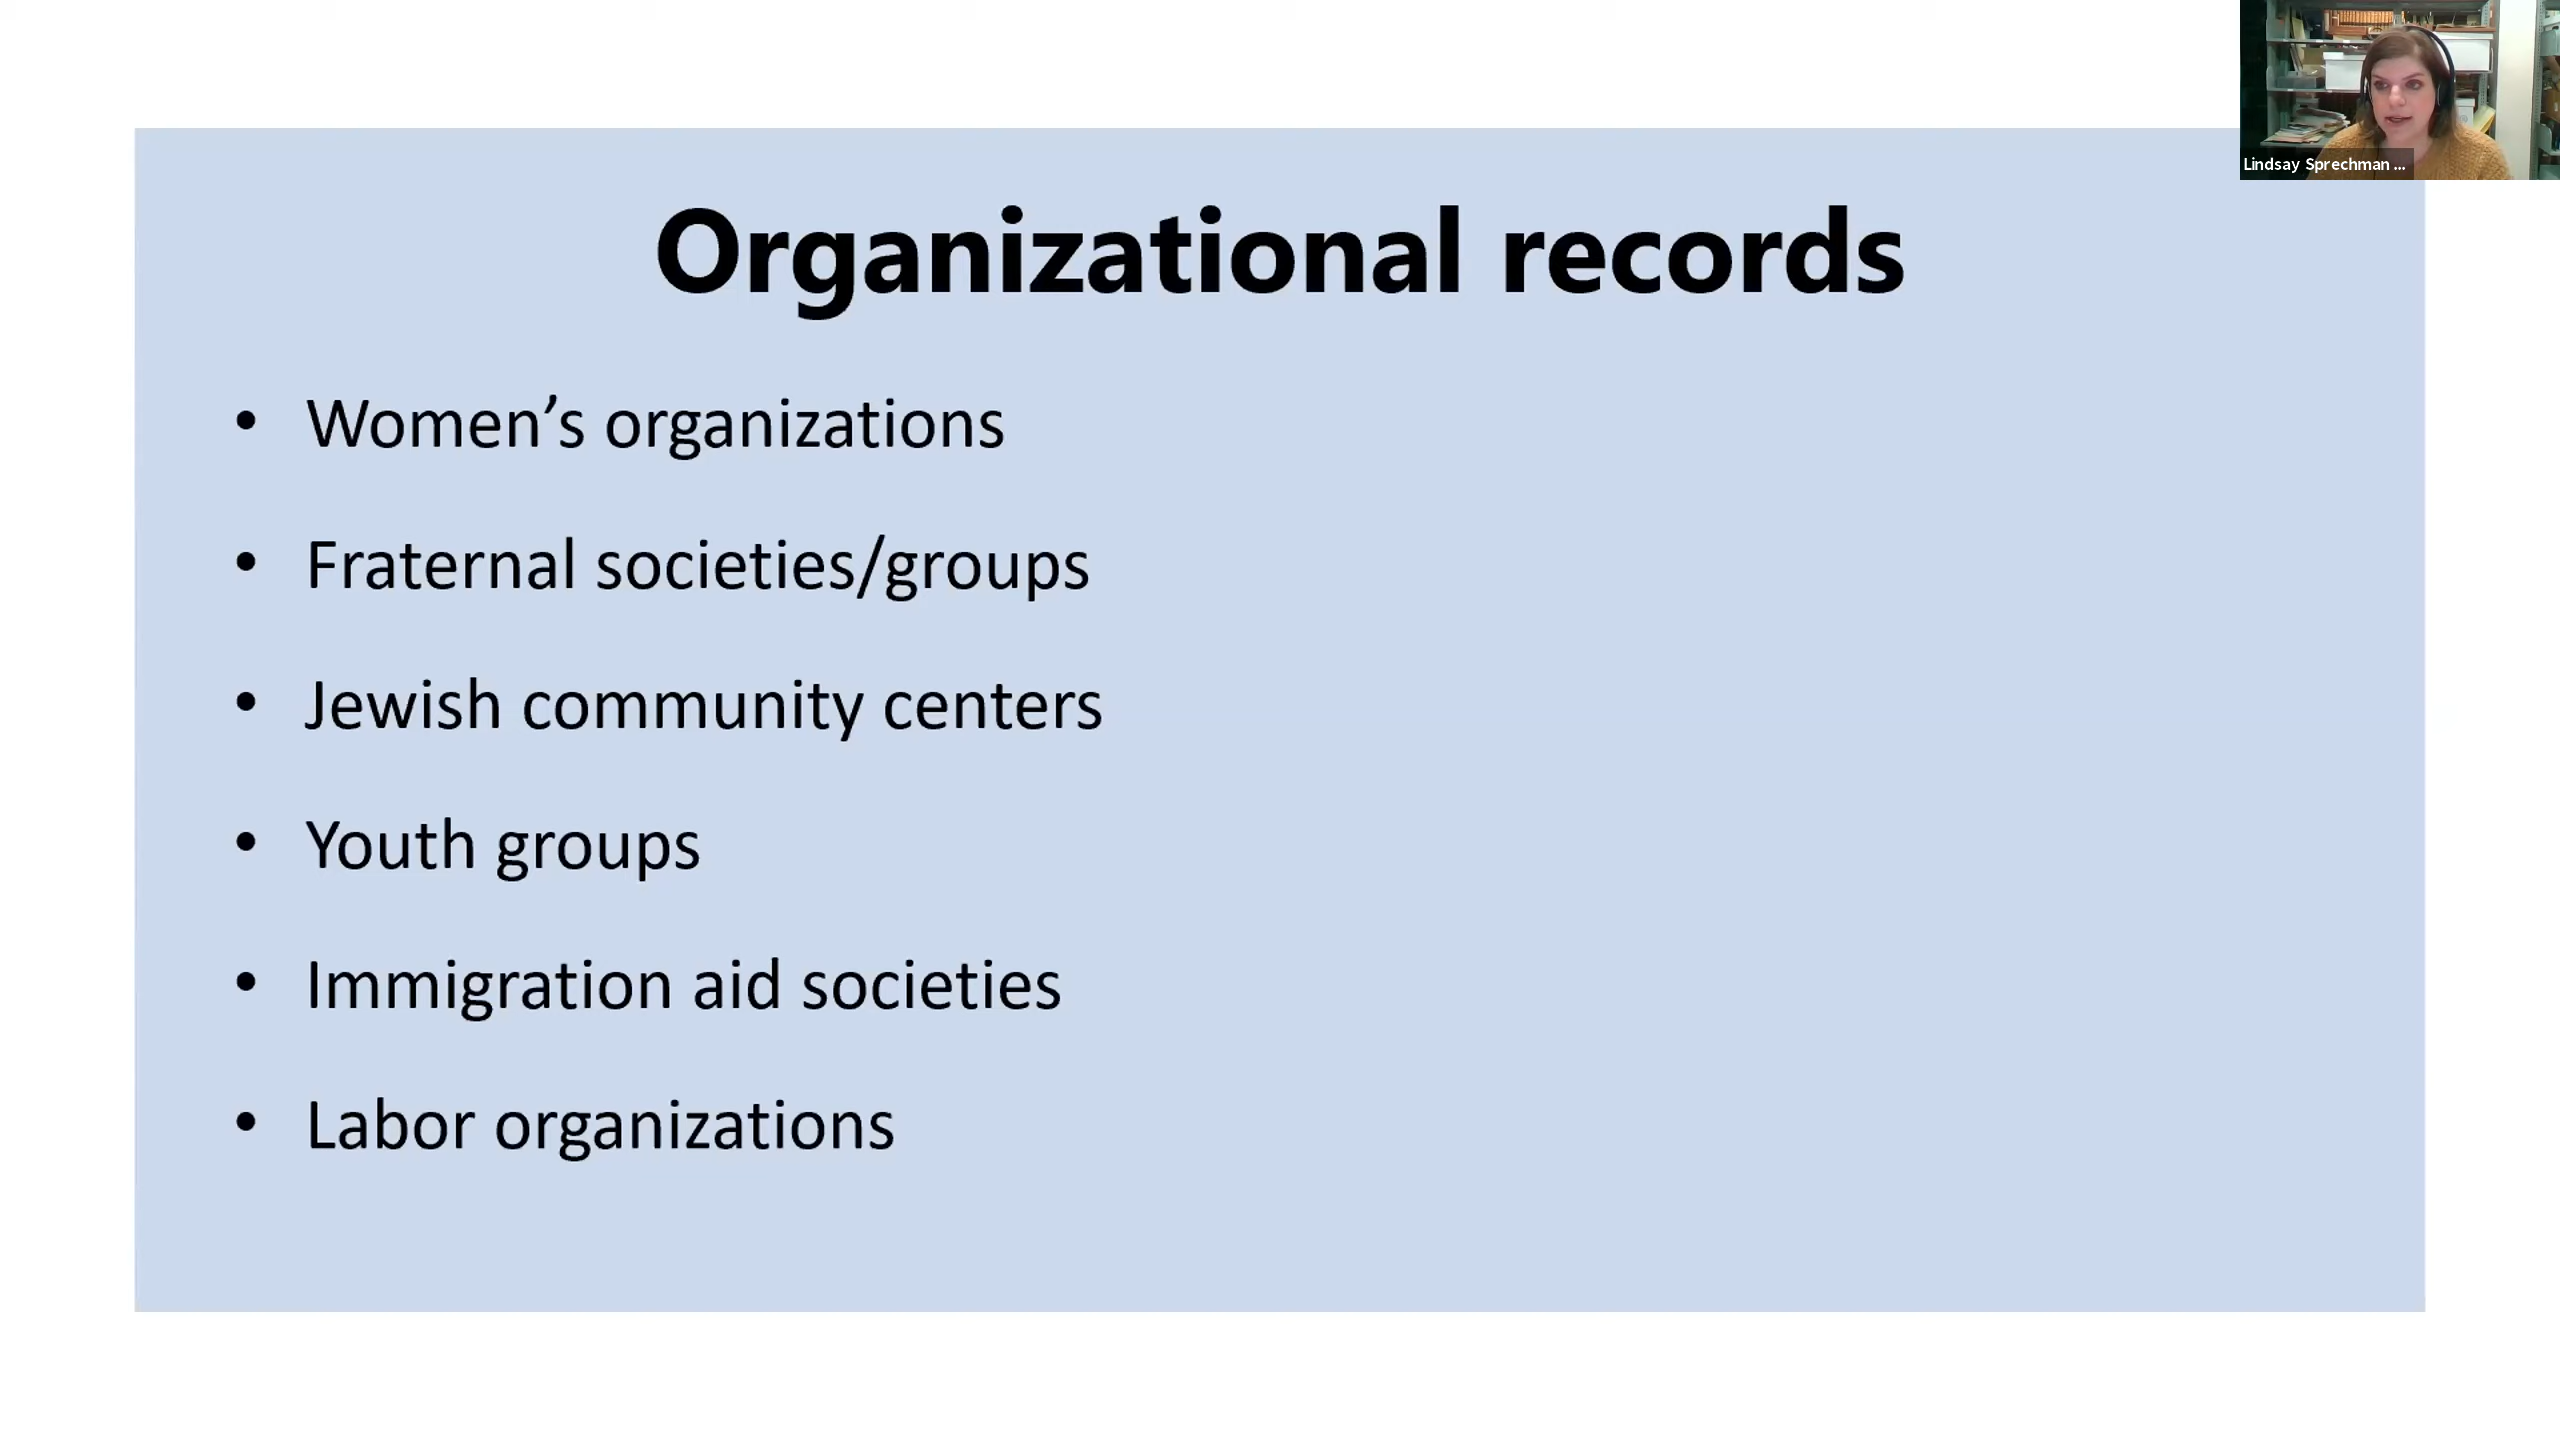 Lindsay Sprechman ...
Organizational records
• Women’s organizations
• Fraternal societies/groups
• Jewish community centers
• Youth groups
• Immigration aid societies
• Labor organizations